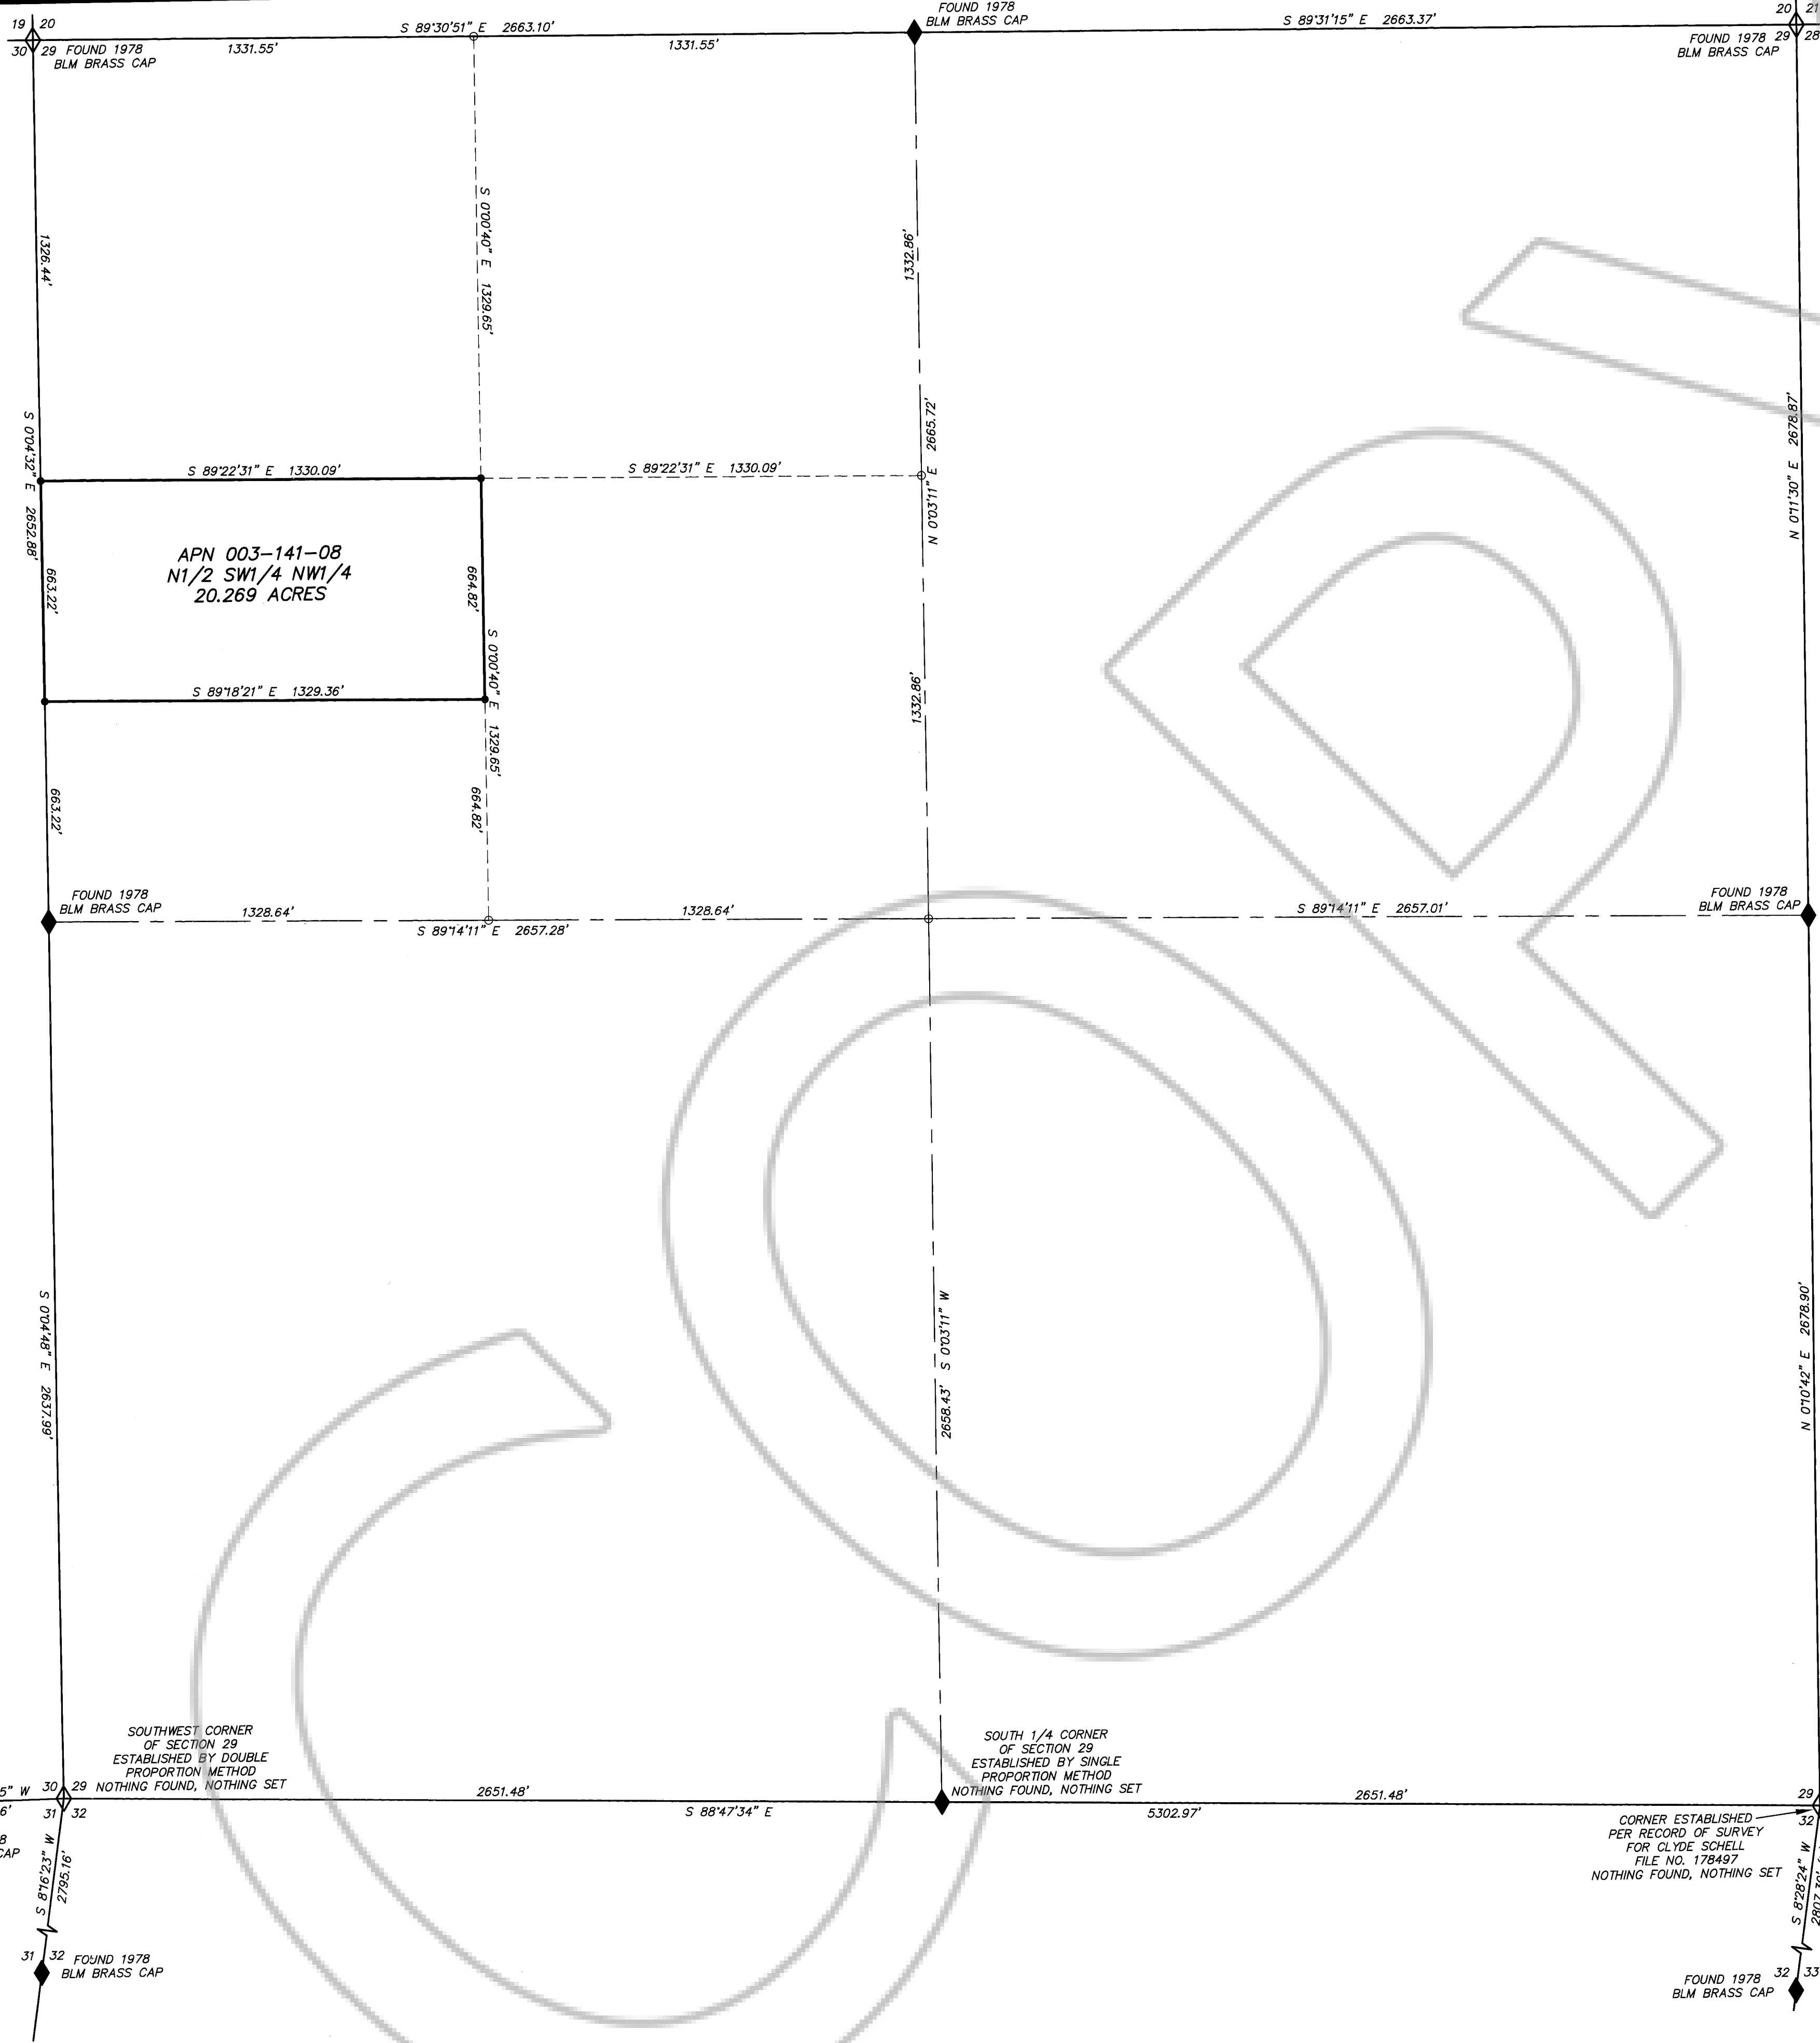 19 20
30 29
FOUND 1978
BLM BRASS CAP
S 89°30'51" E 2663.10'
1331.55'
1331.55'
FOUND 1978
BLM BRASS CAP
S 89°31'15" E 2663.37'
20 21
29 28
FOUND 1978
BLM BRASS CAP
1326.44'
S 0°00'40" E 1329.65'
1332.86'
S 0°04'32" E 2652.88'
N 0°03'11" E 2665.72'
N 0°11'30" E 2678.87'
S 89°22'31" E 1330.09'
S 89°22'31" E 1330.09'
APN 003-141-08
N1/2 SW1/4 NW1/4
20.269 ACRES
663.22'
664.82'
S 0°00'40" E 1329.65'
S 89°18'21" E 1329.36'
1332.86'
663.22'
664.82'
FOUND 1978
BLM BRASS CAP
1328.64'
1328.64'
S 89°14'11" E 2657.28'
S 89°14'11" E 2657.01'
FOUND 1978
BLM BRASS CAP
S 0°04'48" E 2637.99'
2658.43' S 0°03'11" W
N 0°10'42" E 2678.90'
SOUTHWEST CORNER
OF SECTION 29
ESTABLISHED BY DOUBLE
PROPORTION METHOD
NOTHING FOUND, NOTHING SET
30 29
31 32
5" W
6'
8
CAP
2651.48'
S 88°47'34" E
SOUTH 1/4 CORNER
OF SECTION 29
ESTABLISHED BY SINGLE
PROPORTION METHOD
NOTHING FOUND, NOTHING SET
2651.48'
5302.97'
29
32
CORNER ESTABLISHED
PER RECORD OF SURVEY
FOR CLYDE SCHELL
FILE NO. 178497
NOTHING FOUND, NOTHING SET
S 8°16'23" W
2795.16'
S 8°28'24" W
2807.30'
31 32
FOUND 1978
BLM BRASS CAP
32 33
FOUND 1978
BLM BRASS CAP
COP